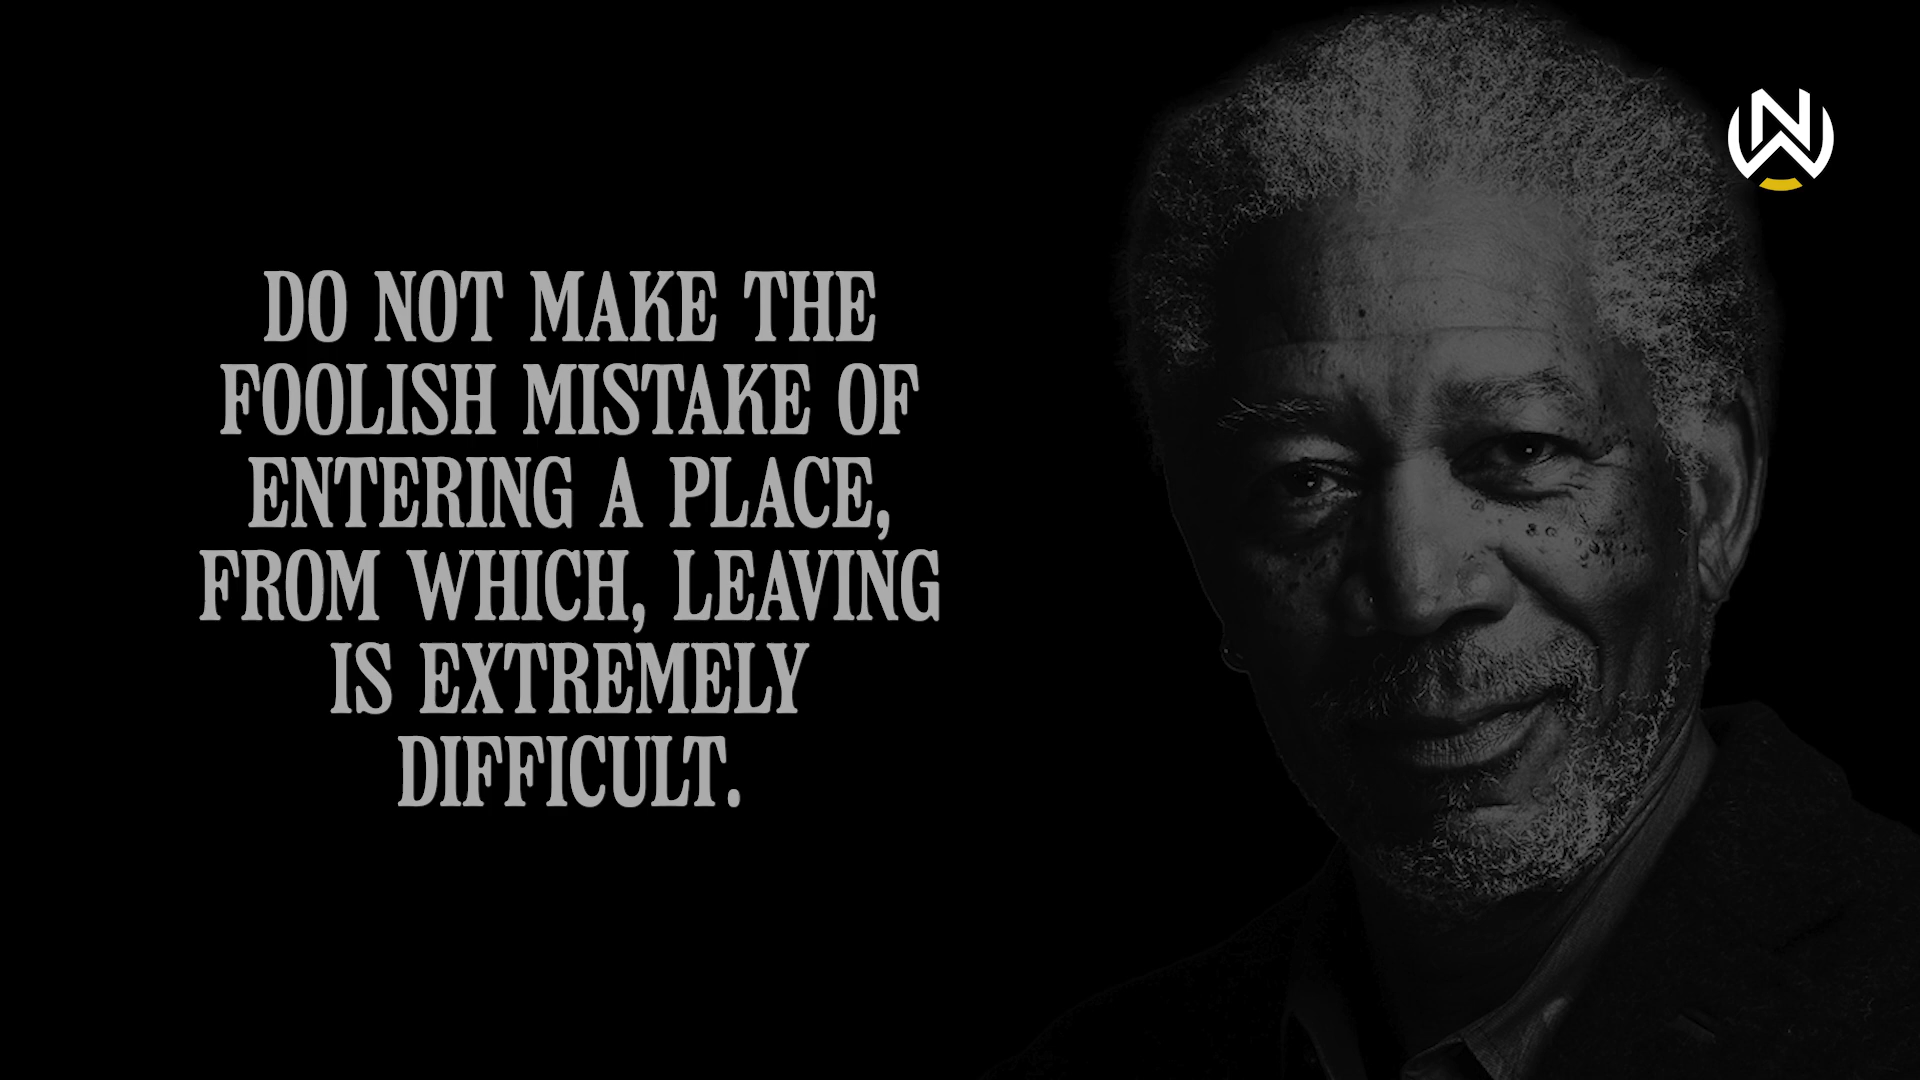 DO NOT MAKE THE
FOOLISH MISTAKE OF
ENTERING A PLACE,
FROM WHICH, LEAVING
IS EXTREMELY
DIFFICULT.